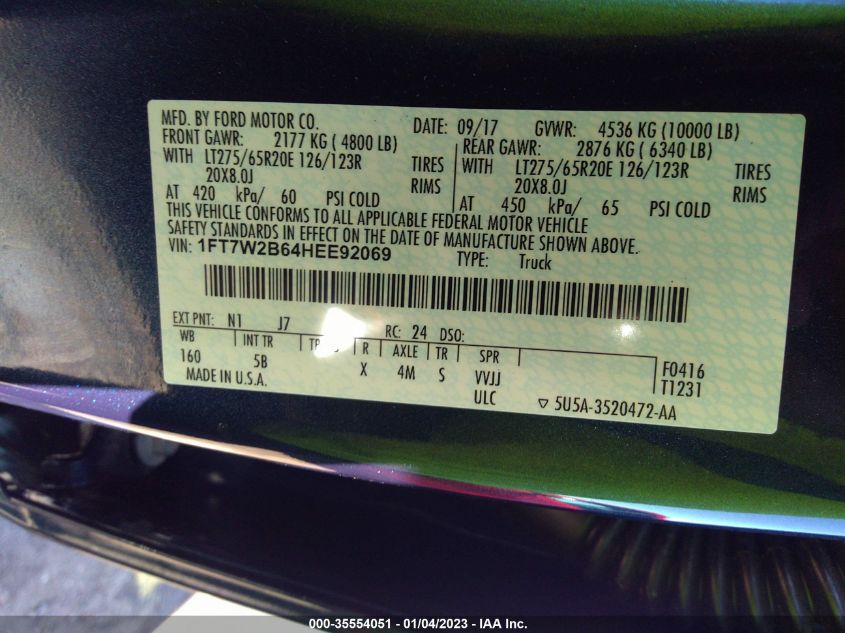 MFD. BY FORD MOTOR CO. DATE: 09/17 GVWR: 4536 KG (10000 LB)
FRONT GAWR: 2177 KG ( 4800 LB) REAR GAWR: 2876 KG ( 6340 LB)
WITH LT275/65R20E 126/123R TIRES WITH LT275/65R20E 126/123R TIRES
20X8.0J RIMS 20X8.0J RIMS
AT 420 kPa/ 60 PSI COLD AT 450 kPa/ 65 PSI COLD
THIS VEHICLE CONFORMS TO ALL APPLICABLE FEDERAL MOTOR VEHICLE
SAFETY STANDARDS IN EFFECT ON THE DATE OF MANUFACTURE SHOWN ABOVE.
VIN: 1FT7W2B64HEE92069 TYPE: Truck
EXT PNT: N1 J7 RC: 24 DSO:
WB INT TR R AXLE TR SPR F0416
160 5B X 4M S VVJJ T1231
MADE IN U.S.A. ULC ▽ 5U5A-3520472-AA
000-35554051 - 01/04/2023 - IAA Inc.